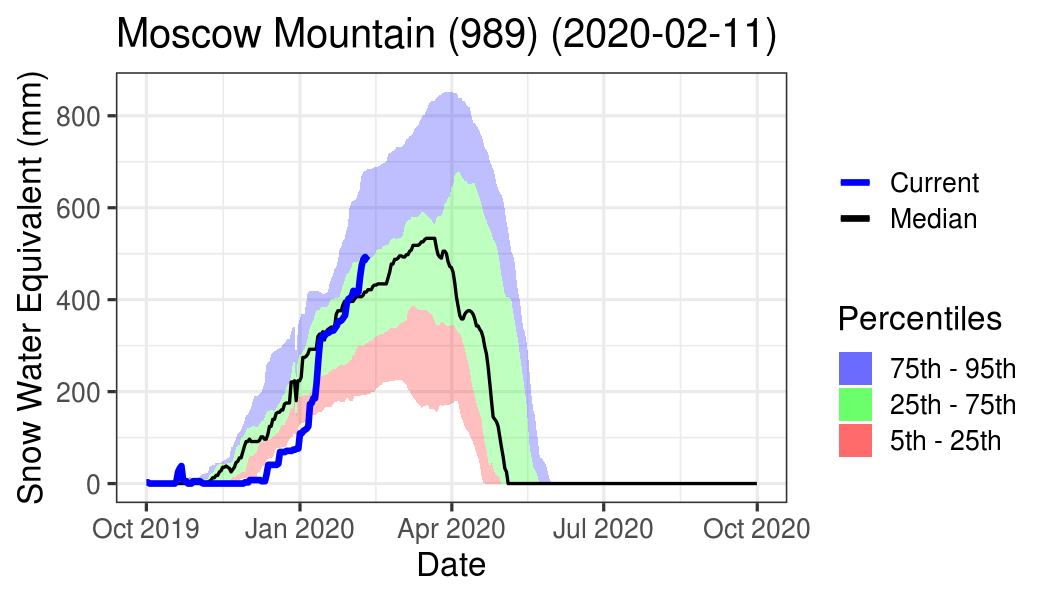 Moscow Mountain (989) (2020-02-11)
Snow Water Equivalent (mm)
800
600
400
200
0
Oct 2019 Jan 2020 Apr 2020 Jul 2020 Oct 2020
Date
Current
Median
Percentiles
75th - 95th
25th - 75th
5th - 25th